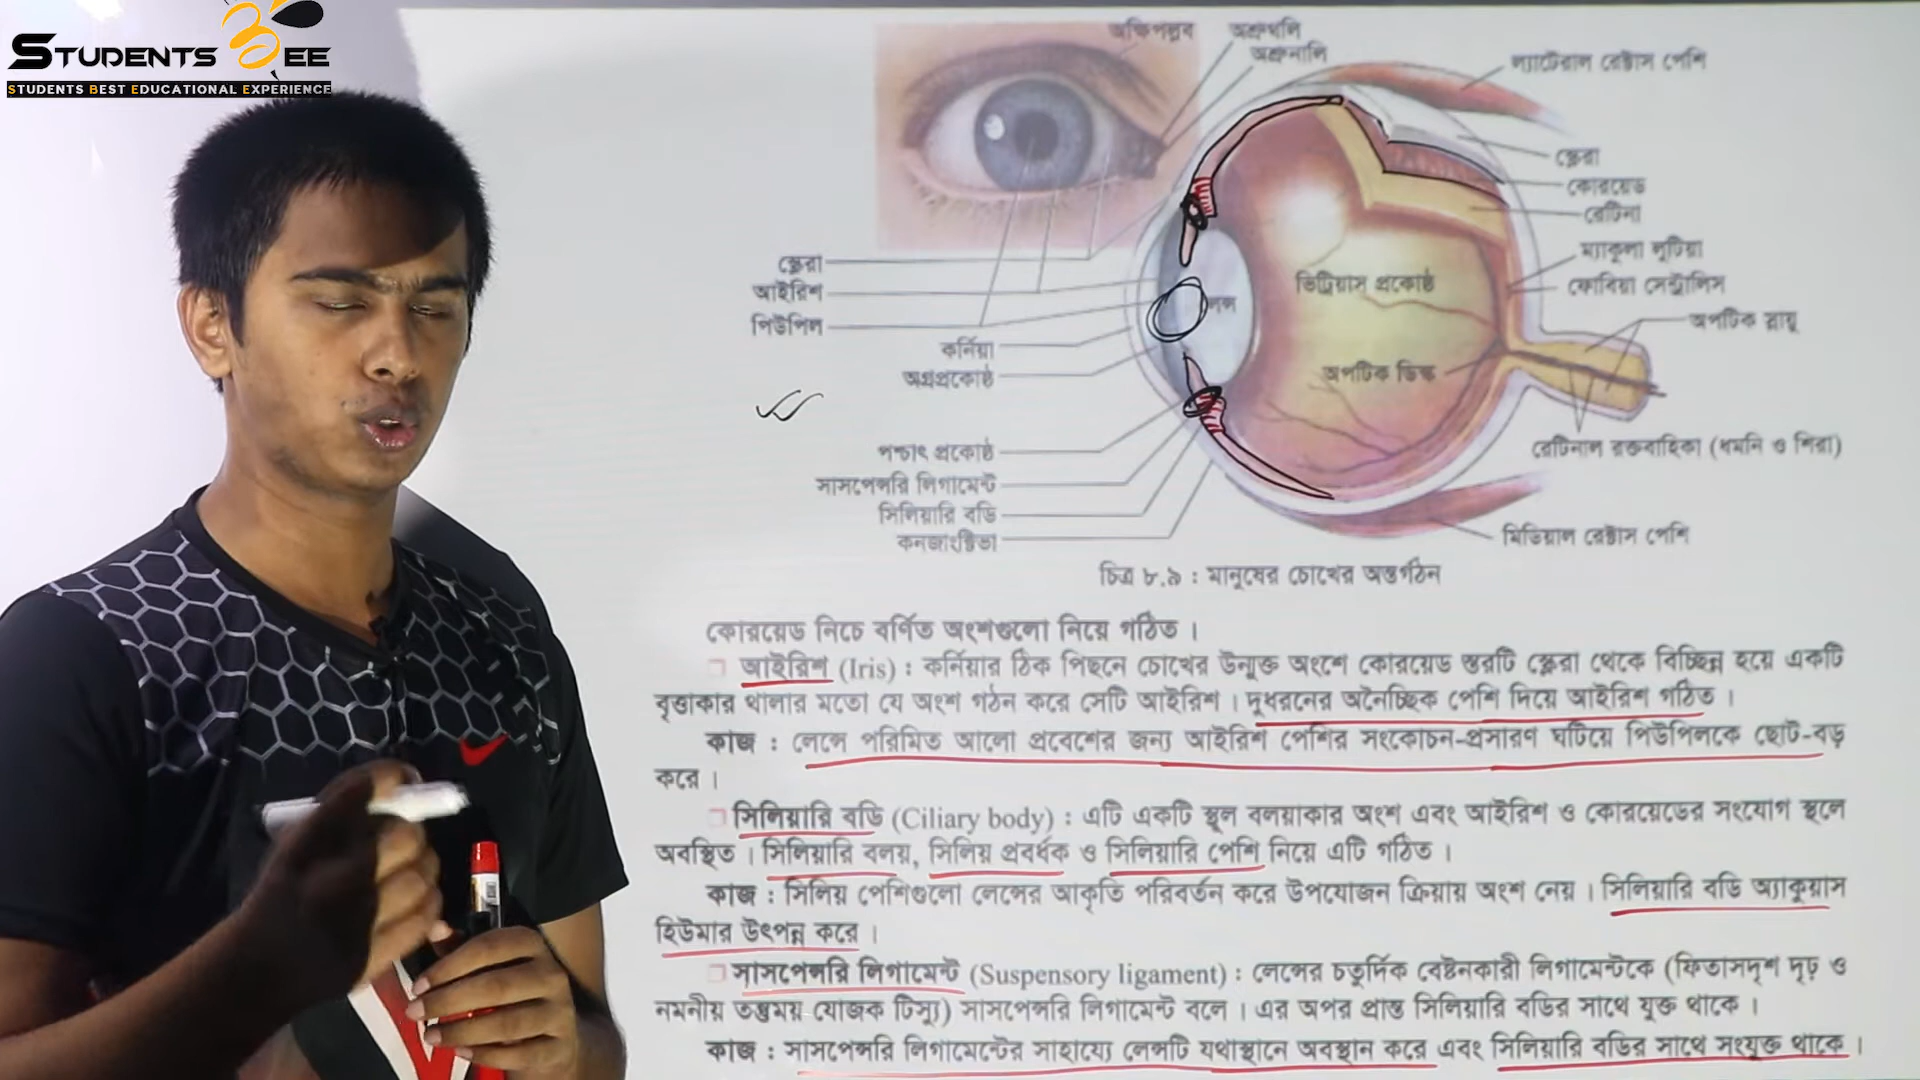 STUDENTS BEE
STUDENTS BEST EDUCATIONAL EXPERIENCE
অক্ষিপল্লব
অশ্রুথলি
অশ্রুনালি
ল্যাটেরাল রেক্টাস পেশি
স্ক্লেরা
কোরয়েড
রেটিনা
ম্যাকুলা লুটিয়া
ফোবিয়া সেন্ট্রালিস
অপটিক স্নায়ু
স্ক্লেরা
আইরিশ
পিউপিল
কর্নিয়া
অগ্রপ্রকোষ্ঠ
লেন্স
ভিট্রিয়াস প্রকোষ্ঠ
অপটিক ডিস্ক
রেটিনাল রক্তবাহিকা (ধমনি ও শিরা)
পশ্চাৎ প্রকোষ্ঠ
সাসপেন্সরি লিগামেন্ট
সিলিয়ারি বডি
কনজাংক্টিভা
মিডিয়াল রেক্টাস পেশি
চিত্র ৮.৯ : মানুষের চোখের অন্তর্গঠন
কোরয়েড নিচে বর্ণিত অংশগুলো নিয়ে গঠিত ।
আইরিশ (Iris) : কর্নিয়ার ঠিক পিছনে চোখের উন্মুক্ত অংশে কোরয়েড স্তরটি স্ক্লেরা থেকে বিচ্ছিন্ন হয়ে একটি
বৃত্তাকার থালার মতো যে অংশ গঠন করে সেটি আইরিশ । দুধরনের অনৈচ্ছিক পেশি দিয়ে আইরিশ গঠিত ।
কাজ : লেন্সে পরিমিত আলো প্রবেশের জন্য আইরিশ পেশির সংকোচন-প্রসারণ ঘটিয়ে পিউপিলকে ছোট-বড়
করে ।
সিলিয়ারি বডি (Ciliary body) : এটি একটি স্থূল বলয়াকার অংশ এবং আইরিশ ও কোরয়েডের সংযোগ স্থলে
অবস্থিত । সিলিয়ারি বলয়, সিলিয় প্রবর্ধক ও সিলিয়ারি পেশি নিয়ে এটি গঠিত ।
কাজ : সিলিয় পেশিগুলো লেন্সের আকৃতি পরিবর্তন করে উপযোজন ক্রিয়ায় অংশ নেয় । সিলিয়ারি বডি অ্যাকুয়াস
হিউমার উৎপন্ন করে ।
সাসপেন্সরি লিগামেন্ট (Suspensory ligament) : লেন্সের চতুর্দিক বেষ্টনকারী লিগামেন্টকে (ফিতাসদৃশ দৃঢ় ও
নমনীয় তন্তুময় যোজক টিস্যু) সাসপেন্সরি লিগামেন্ট বলে । এর অপর প্রান্ত সিলিয়ারি বডির সাথে যুক্ত থাকে ।
কাজ : সাসপেন্সরি লিগামেন্টের সাহায্যে লেন্সটি যথাস্থানে অবস্থান করে এবং সিলিয়ারি বডির সাথে সংযুক্ত থাকে ।